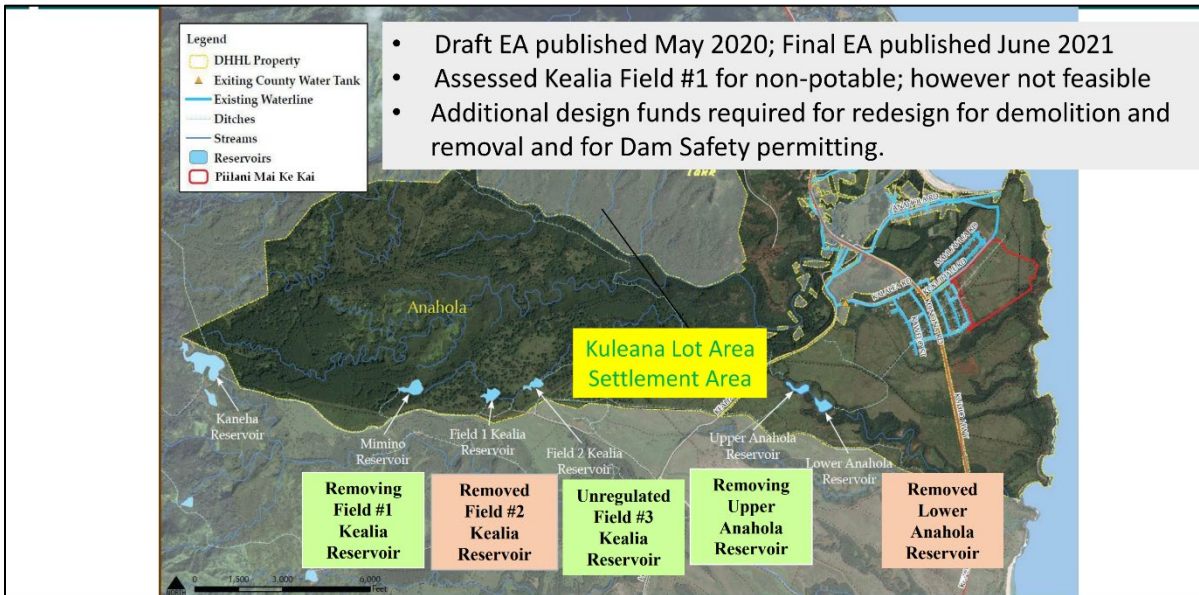 Legend
DHHL Property
Exiting County Water Tank
Existing Waterline
Ditches
Streams
Reservoirs
Piilani Mai Ke Kai
• Draft EA published May 2020; Final EA published June 2021
• Assessed Kealia Field #1 for non-potable; however not feasible
• Additional design funds required for redesign for demolition and
removal and for Dam Safety permitting.
Tank
Anahola
Kuleana Lot Area
Settlement Area
Kaneha
Reservoir
Mimino
Reservoir
Field 1 Kealia
Reservoir
Field 2 Kealia
Reservoir
Upper Anahola
Reservoir
Lower Anahola
Reservoir
Removing
Field #1
Kealia
Reservoir
Removed
Field #2
Kealia
Reservoir
Unregulated
Field #3
Kealia
Reservoir
Removing
Upper
Anahola
Reservoir
Removed
Lower
Anahola
Reservoir
0 1,500 3,000 6,000
Feet